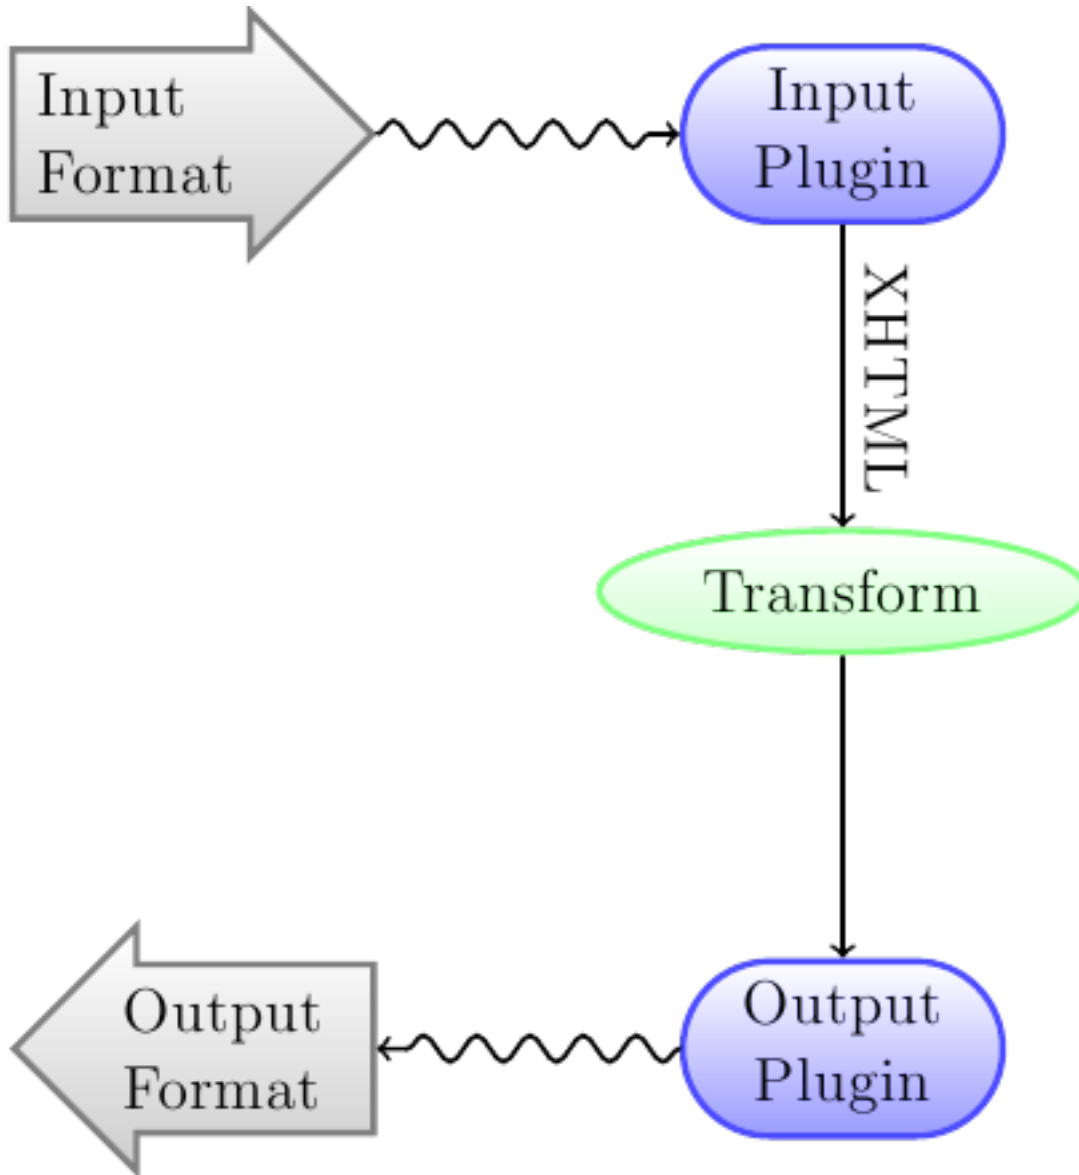 Input
Format
Input
Plugin
XHTML
Transform
Output
Format
Output
Plugin